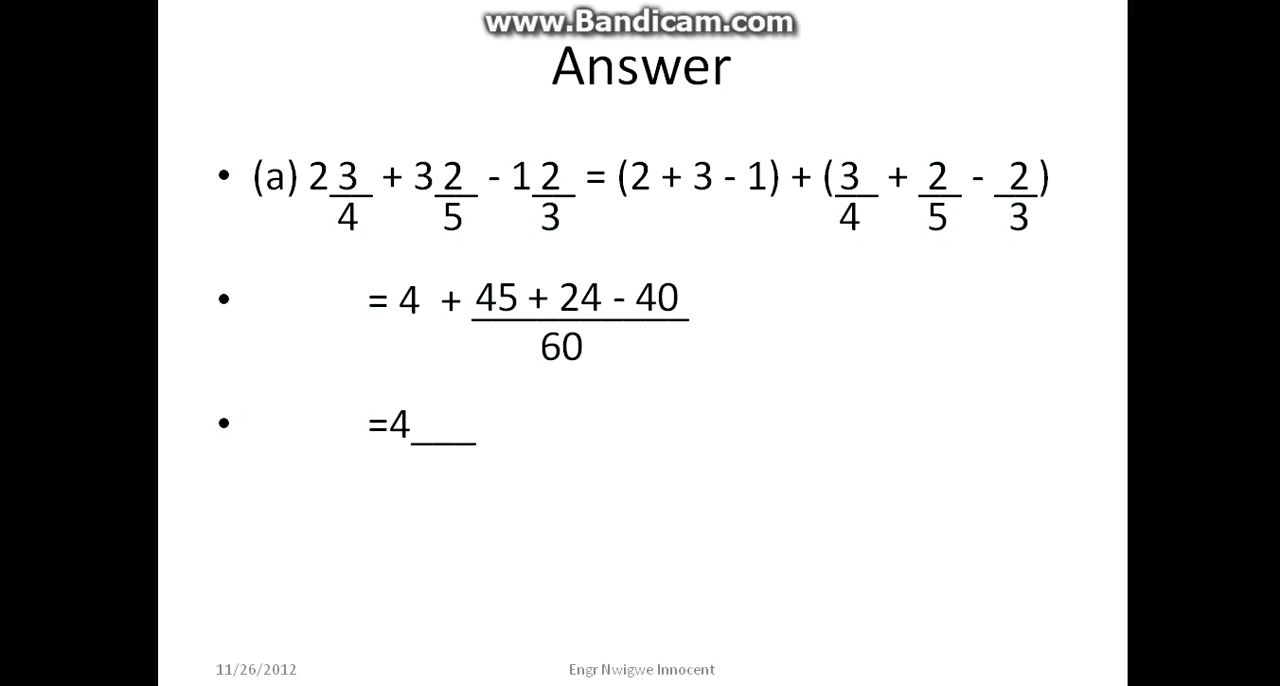 www.Bandicam.com
Answer
• (a) 2 3/4 + 3 2/5 - 1 2/3 = (2 + 3 - 1) + (3/4 + 2/5 - 2/3)
• = 4 + 45 + 24 - 40
60
• =4___
11/26/2012 Engr Nwigwe Innocent